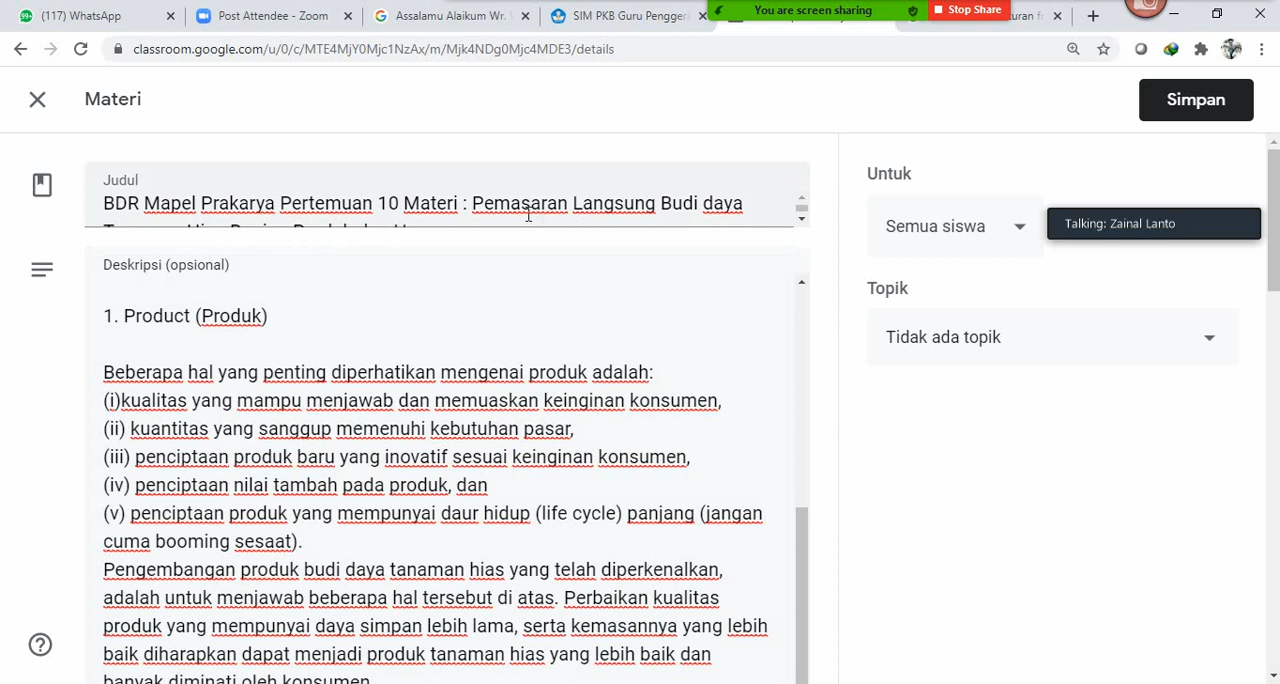 (117) WhatsApp
Post Attendee - Zoom
Assalamu Alaikum Wr. W
SIM PKB Guru Pengger
You are screen sharing
Stop Share
classroom.google.com/u/0/c/MTE4MjY0Mjc1NzAx/m/Mjk4NDg0Mjc4MDE3/details
Materi
Simpan
Judul
BDR Mapel Prakarya Pertemuan 10 Materi : Pemasaran Langsung Budi daya
Untuk
Semua siswa
Talking: Zainal Lanto
Deskripsi (opsional)
Topik
Tidak ada topik
1. Product (Produk)
Beberapa hal yang penting diperhatikan mengenai produk adalah:
(i)kualitas yang mampu menjawab dan memuaskan keinginan konsumen,
(ii) kuantitas yang sanggup memenuhi kebutuhan pasar,
(iii) penciptaan produk baru yang inovatif sesuai keinginan konsumen,
(iv) penciptaan nilai tambah pada produk, dan
(v) penciptaan produk yang mempunyai daur hidup (life cycle) panjang (jangan
cuma booming sesaat).
Pengembangan produk budi daya tanaman hias yang telah diperkenalkan,
adalah untuk menjawab beberapa hal tersebut di atas. Perbaikan kualitas
produk yang mempunyai daya simpan lebih lama, serta kemasannya yang lebih
baik diharapkan dapat menjadi produk tanaman hias yang lebih baik dan
banyak diminati oleh konsumen.